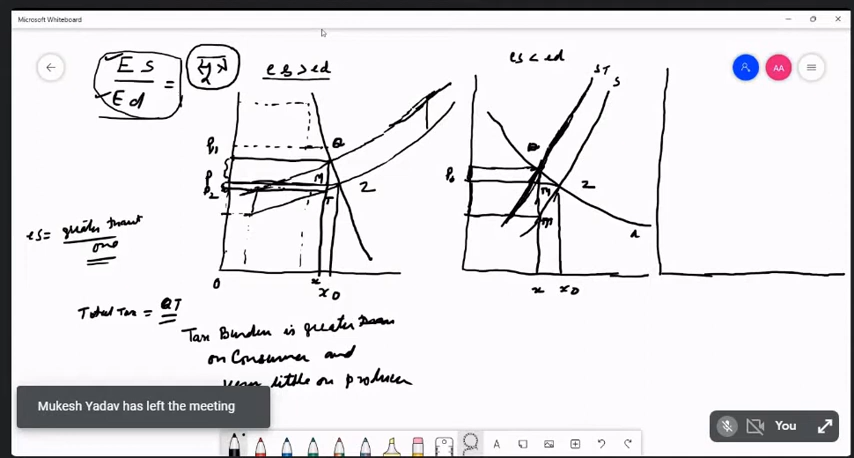 Microsoft Whiteboard
AA
Es
Ed
=
es > ed
P1
P
P2
Q
M
T
Z
0
x
x0
es < ed
ST
S
P0
Q
M
Z
x
x0
es = greater than
one
Total Tax = QT
Tax Burden is greater than
on Consumer and
very little on producer
Mukesh Yadav has left the meeting
A
You